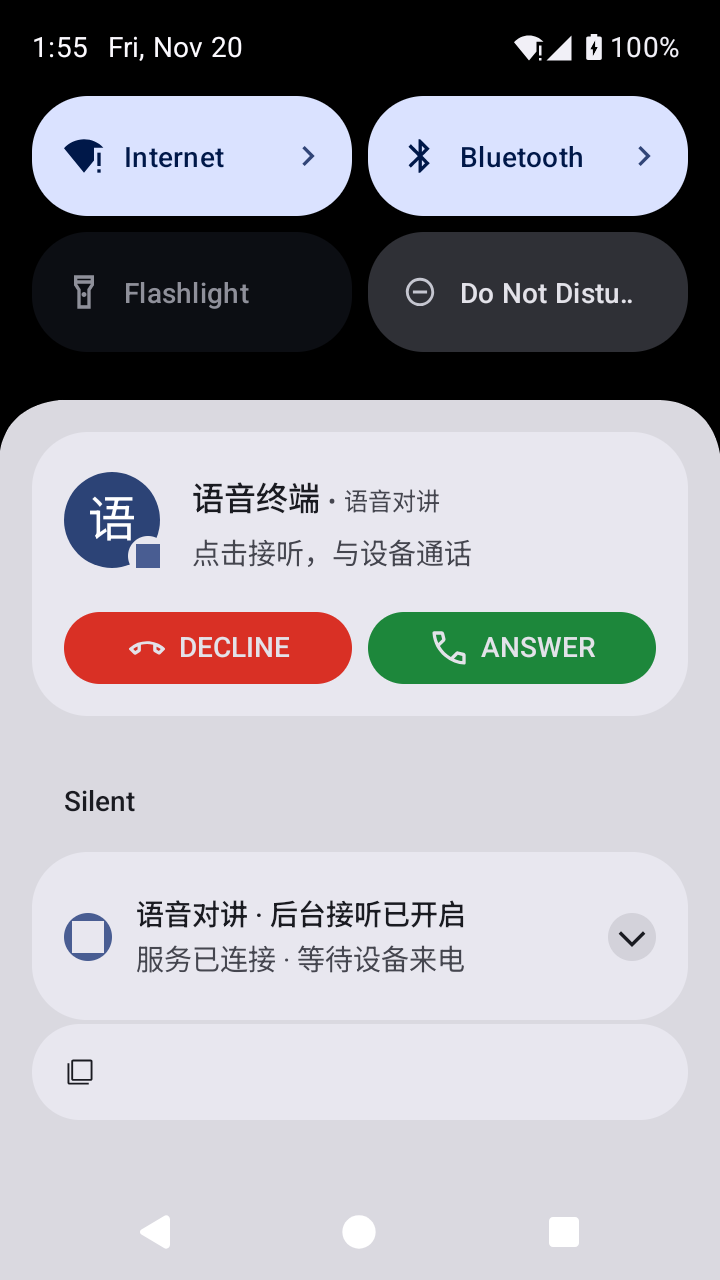 1:55 Fri, Nov 20 100%
Internet
Bluetooth
Flashlight
Do Not Distu..
语
语音终端 · 语音对讲
点击接听，与设备通话
DECLINE
ANSWER
Silent
语音对讲 · 后台接听已开启
服务已连接 · 等待设备来电